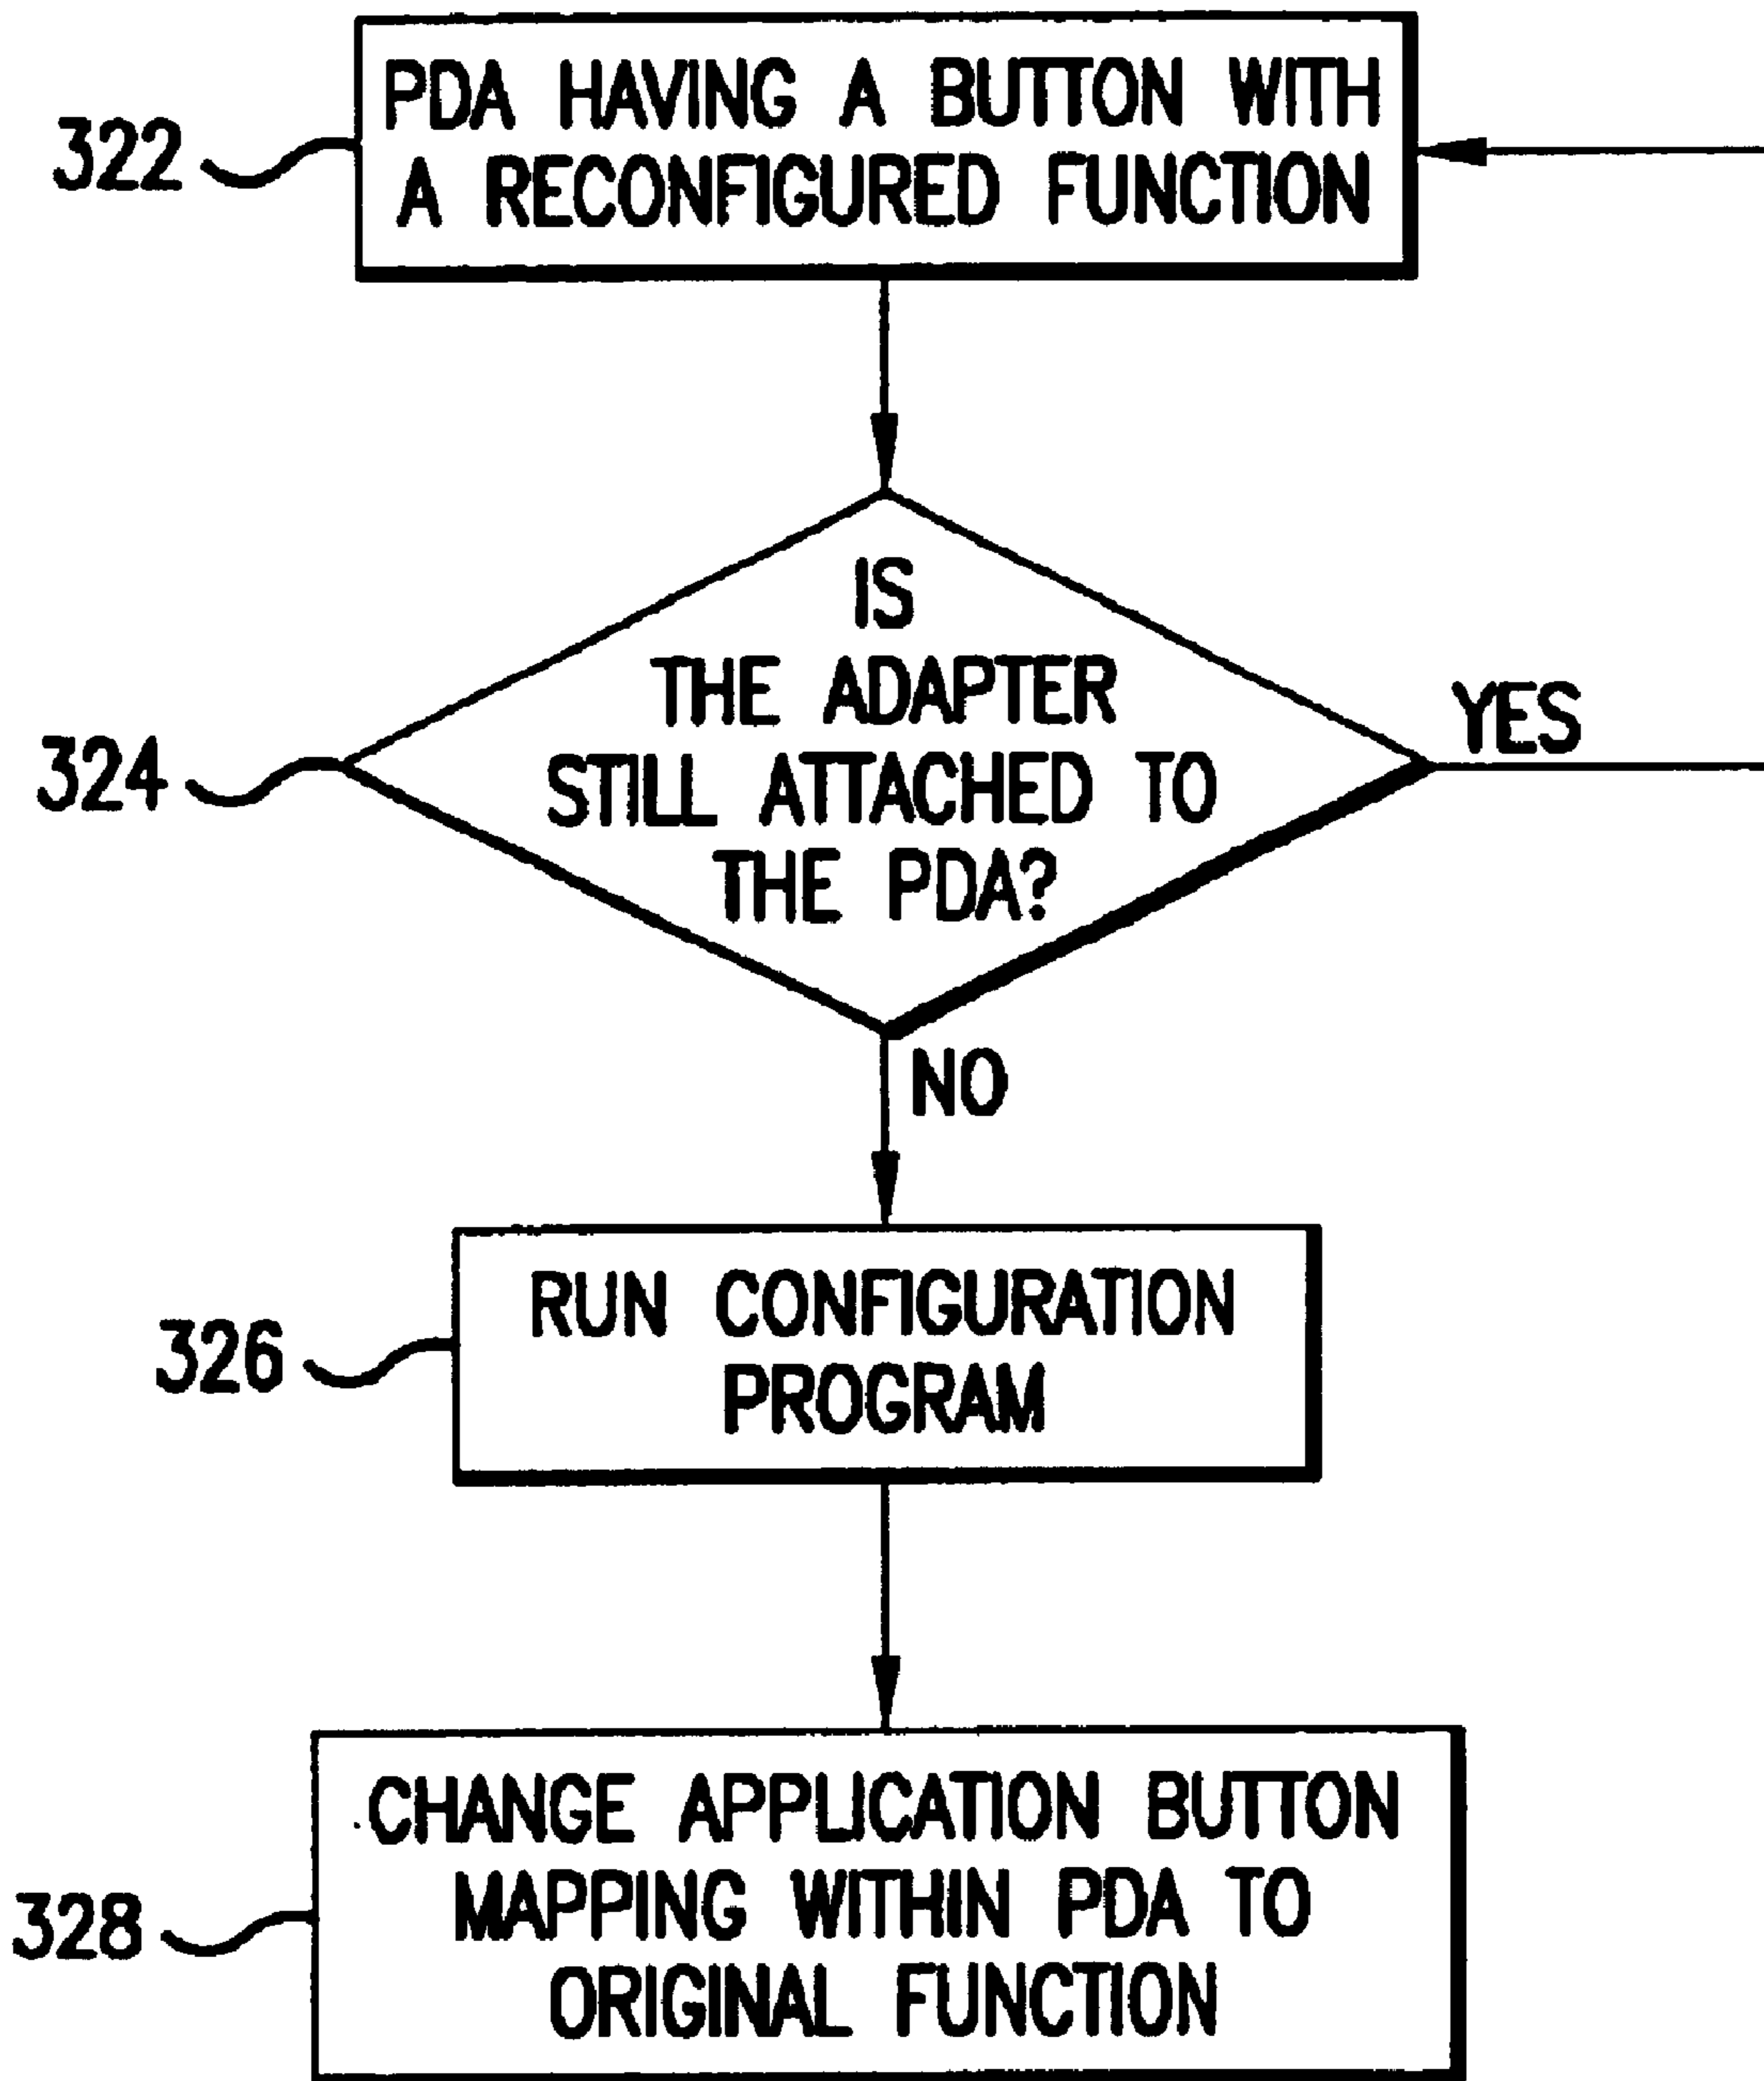 322
PDA HAVING A BUTTON WITH
A RECONFIGURED FUNCTION
324
IS
THE ADAPTER
STILL ATTACHED TO
THE PDA?
YES
NO
326
RUN CONFIGURATION
PROGRAM
328
CHANGE APPLICATION BUTTON
MAPPING WITHIN PDA TO
ORIGINAL FUNCTION